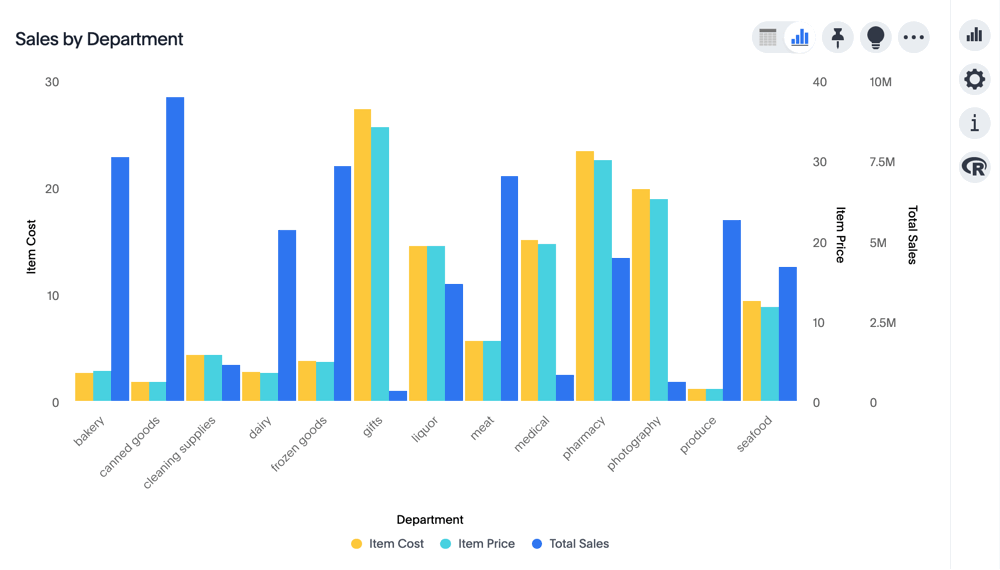 Sales by Department
30
20
10
0
Item Cost
40
30
20
10
0
Item Price
10M
7.5M
5M
2.5M
0
Total Sales
bakery
canned goods
cleaning supplies
dairy
frozen goods
gifts
liquor
meat
medical
pharmacy
photography
produce
seafood
Department
Item Cost Item Price Total Sales
i
R